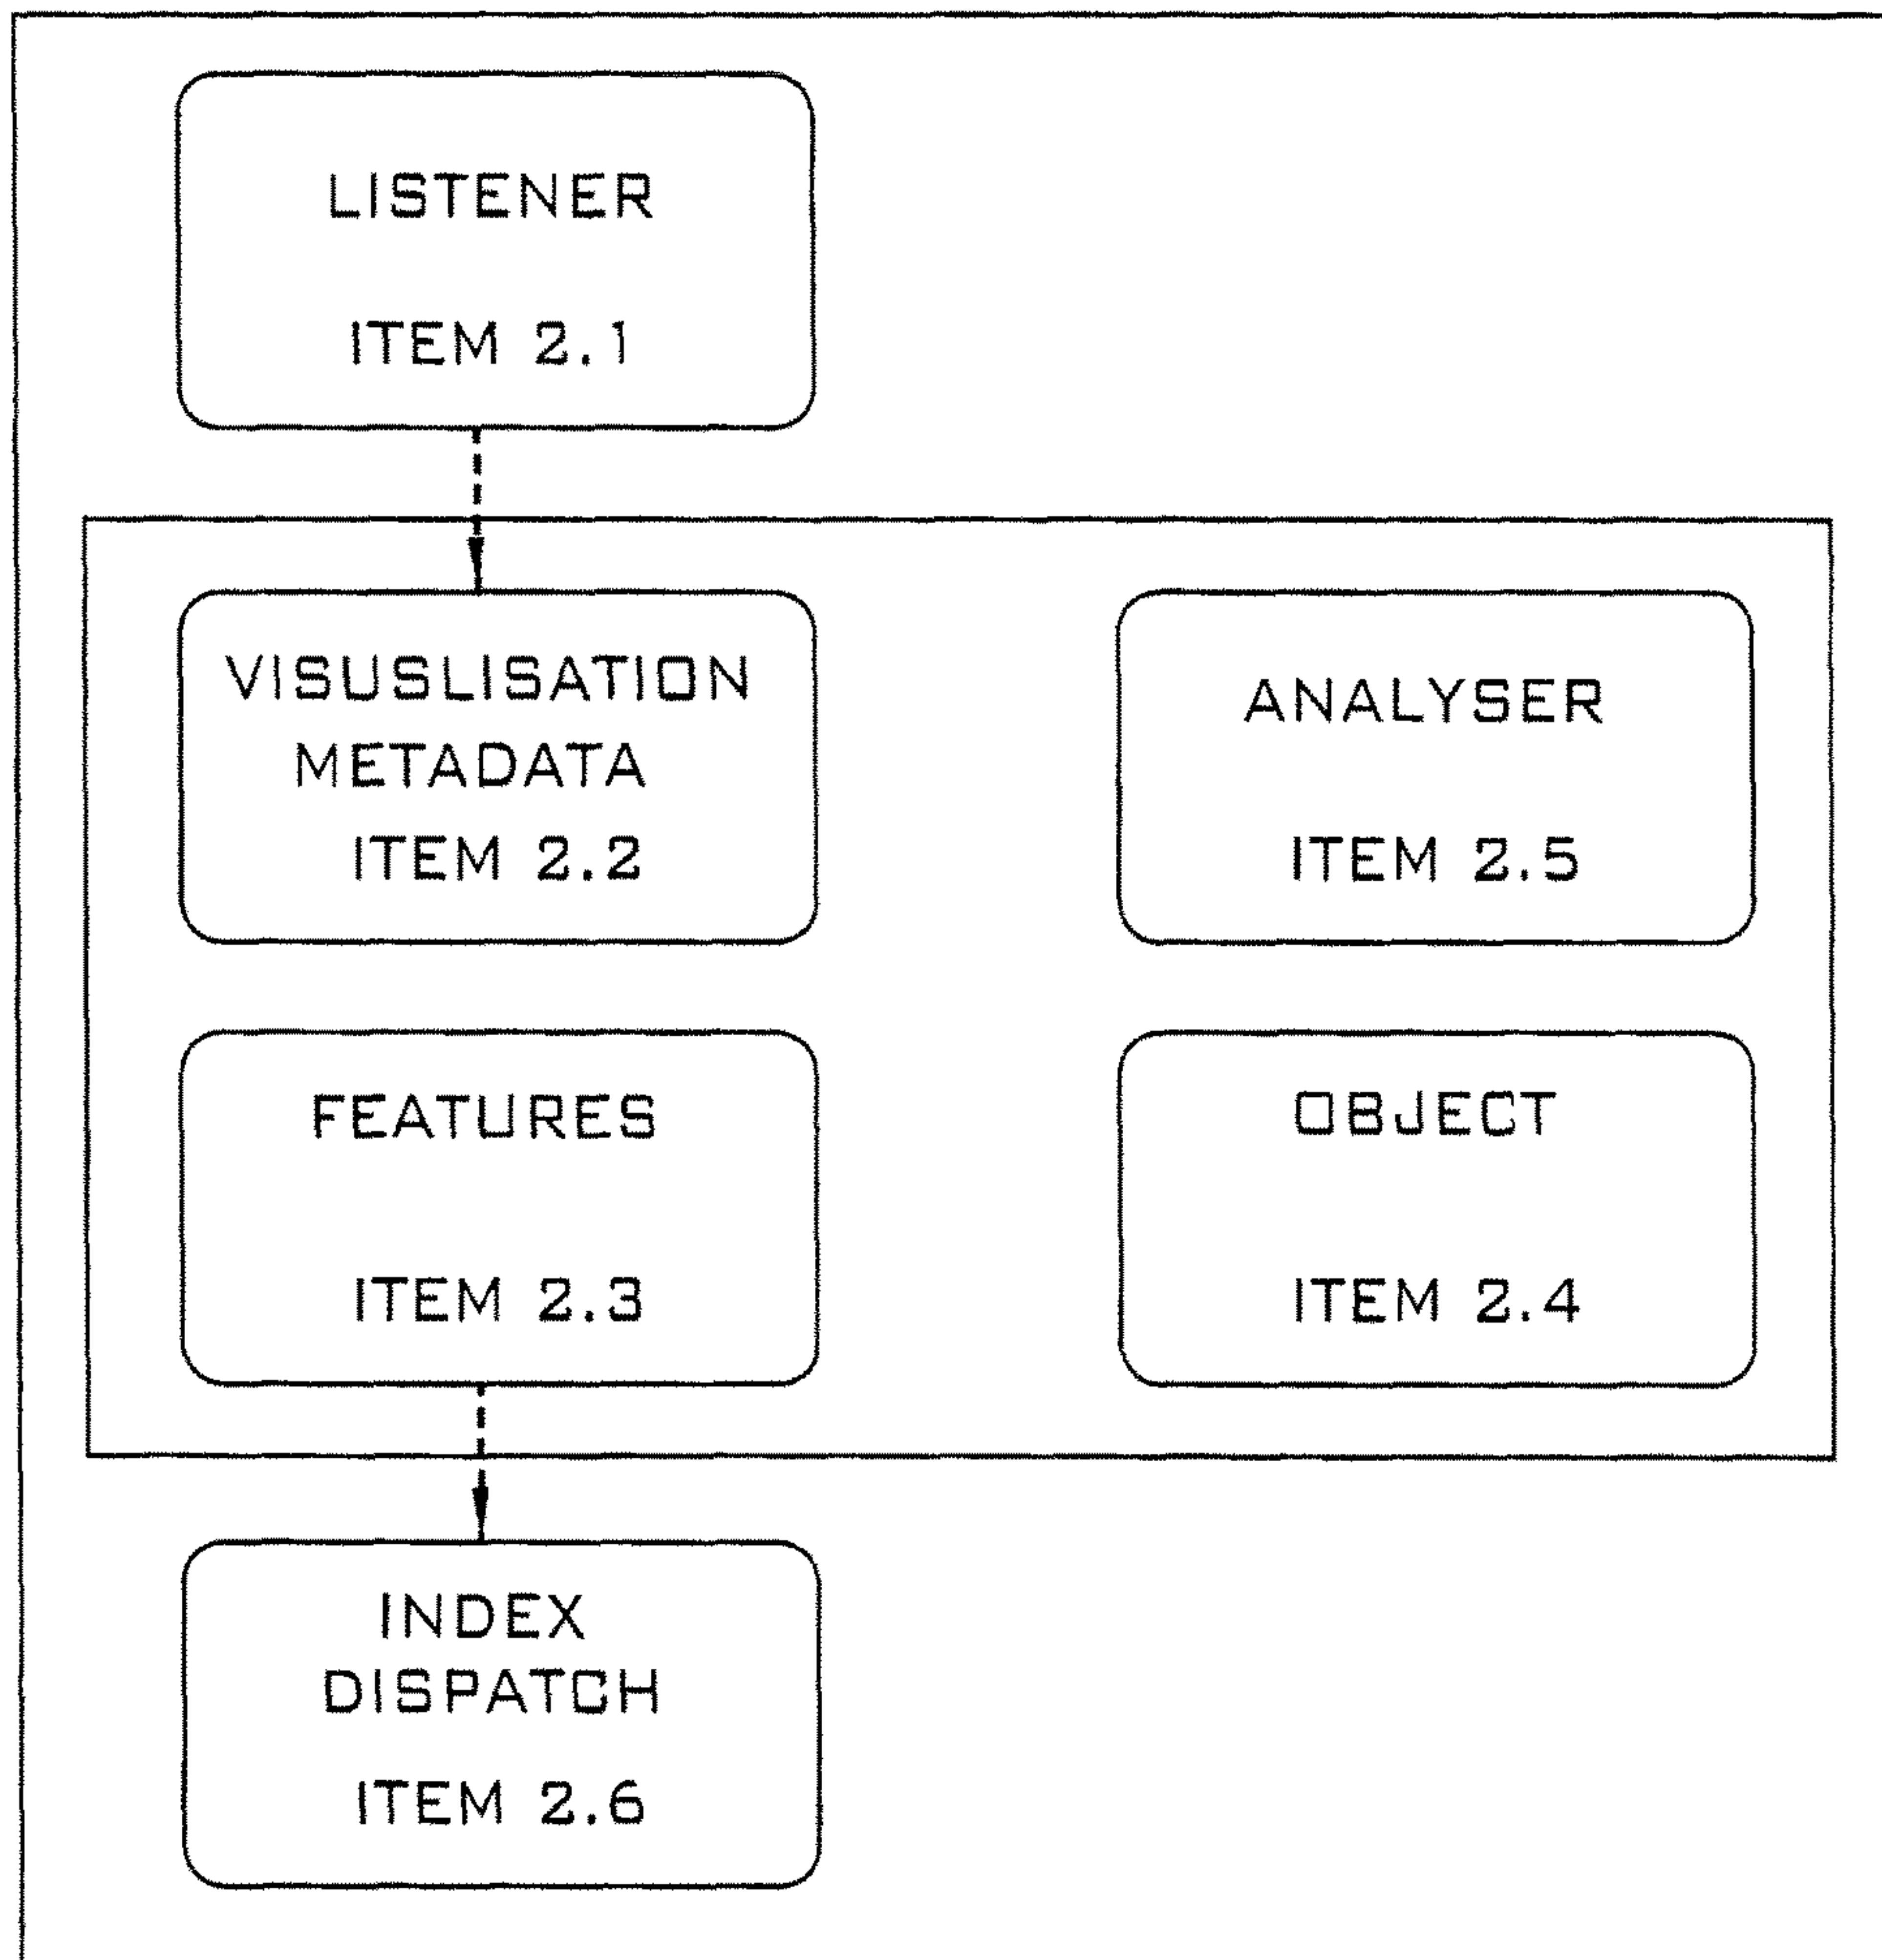 LISTENER
ITEM 2.1
VISUSLISATION
METADATA
ITEM 2.2
ANALYSER
ITEM 2.5
FEATURES
ITEM 2.3
OBJECT
ITEM 2.4
INDEX
DISPATCH
ITEM 2.6